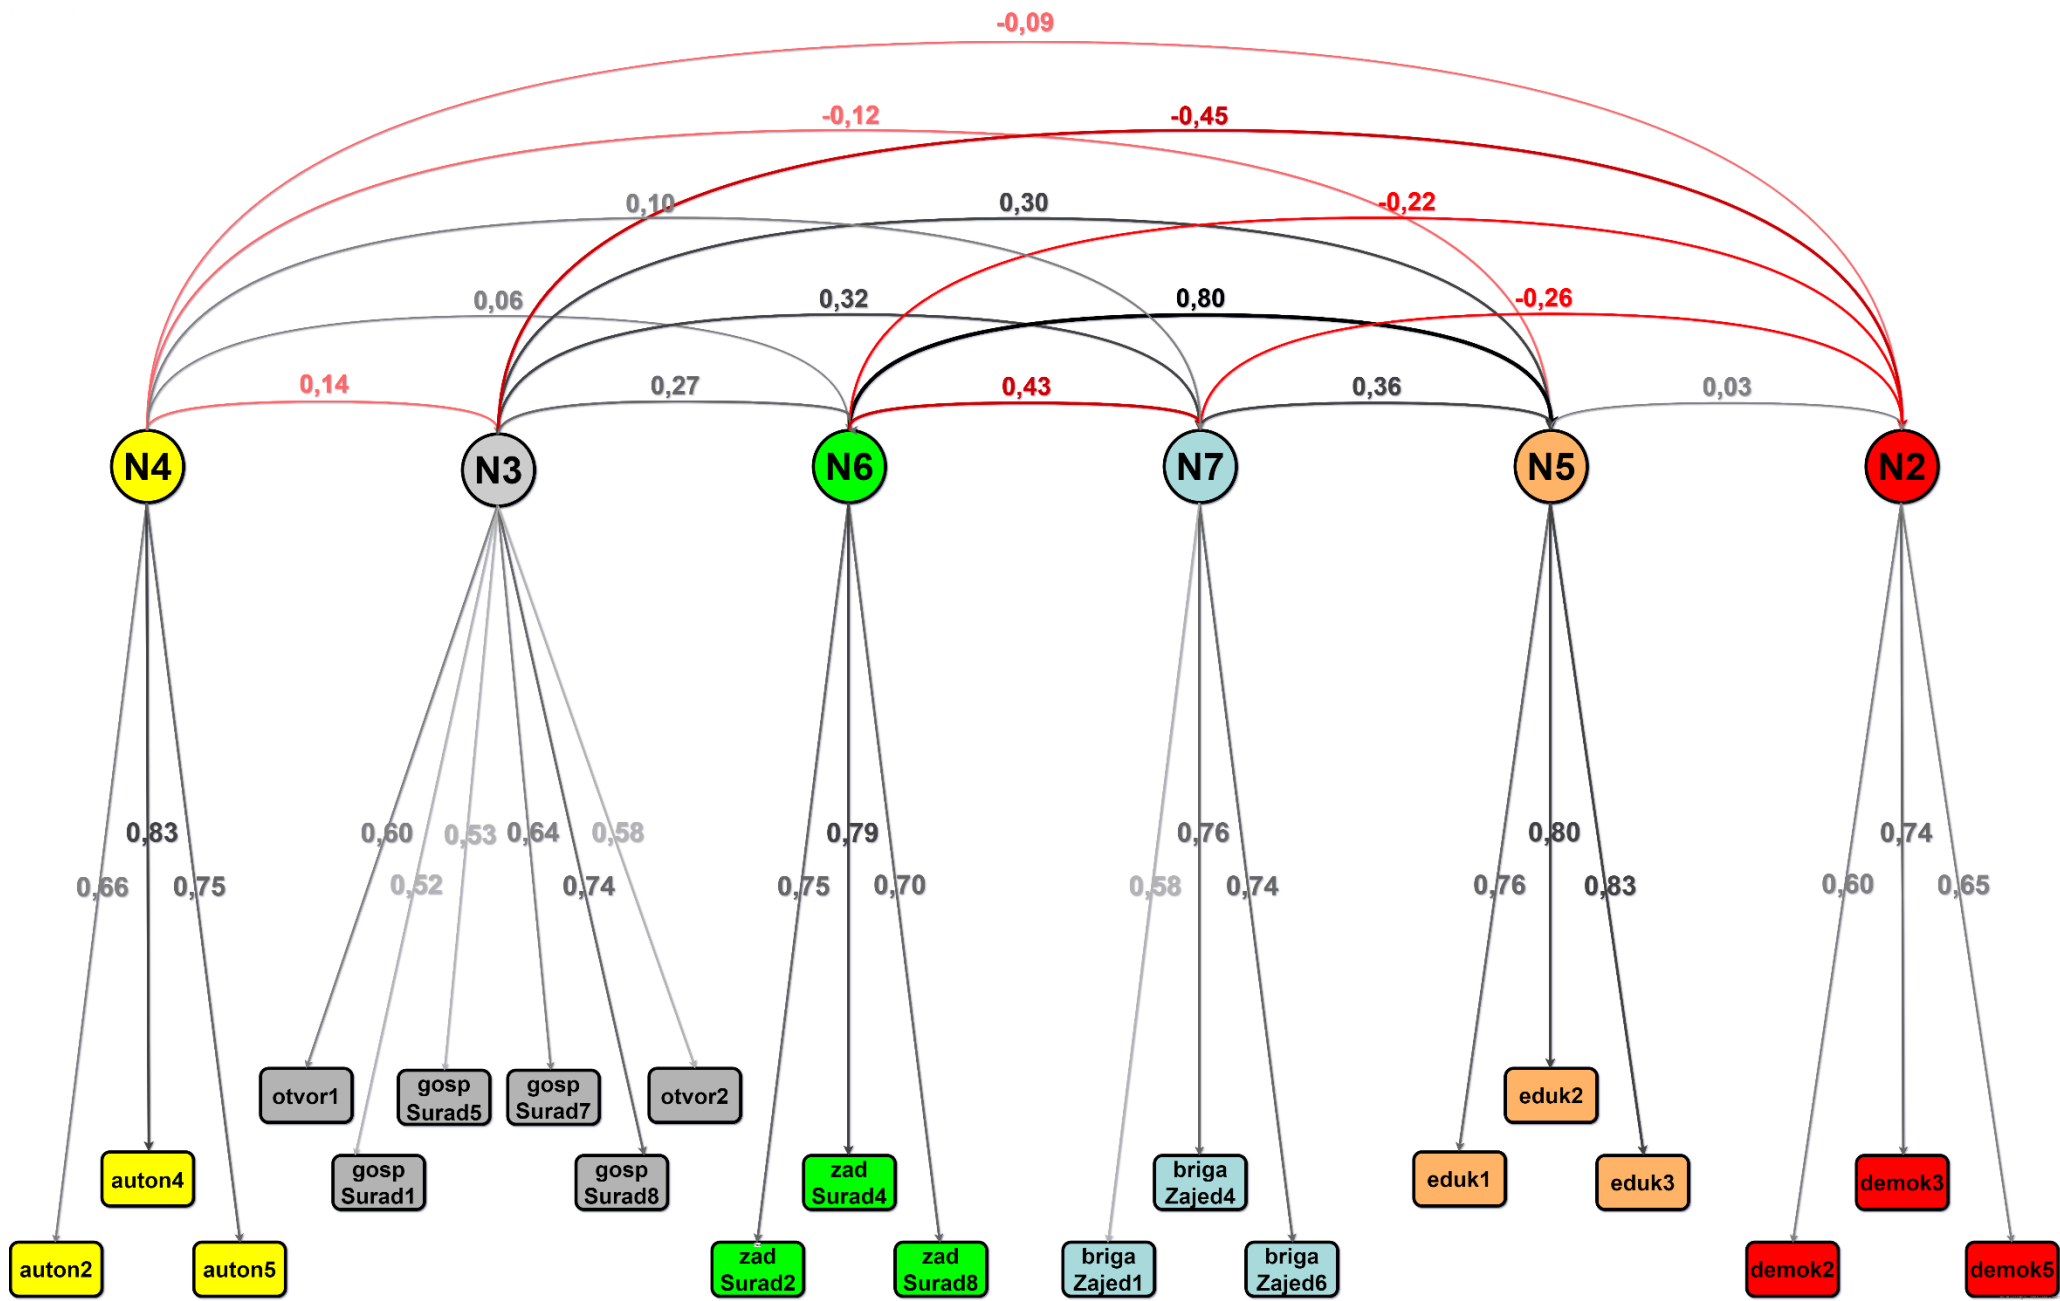 -0,09
-0,12
-0,45
0,10
0,30
-0,22
0,06
0,32
0,80
-0,26
0,14
0,27
0,43
0,36
0,03
N4
N3
N6
N7
N5
N2
0,83
0,60
0,53
0,64
0,58
0,79
0,76
0,80
0,74
0,66
0,75
0,52
0,74
0,75
0,70
0,58
0,74
0,76
0,83
0,60
0,65
otvor1
gosp
Surad5
gosp
Surad7
otvor2
eduk2
auton4
gosp
Surad1
gosp
Surad8
zad
Surad4
briga
Zajed4
eduk1
eduk3
demok3
auton2
auton5
zad
Surad2
zad
Surad8
briga
Zajed1
briga
Zajed6
demok2
demok5